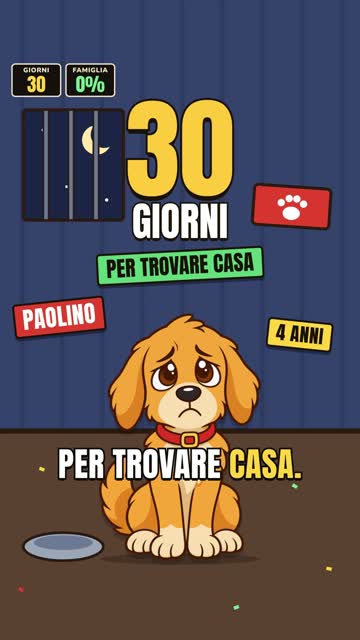 GIORNI
30
FAMIGLIA
0%
30
GIORNI
PER TROVARE CASA
PAOLINO
4 ANNI
PER TROVARE CASA.